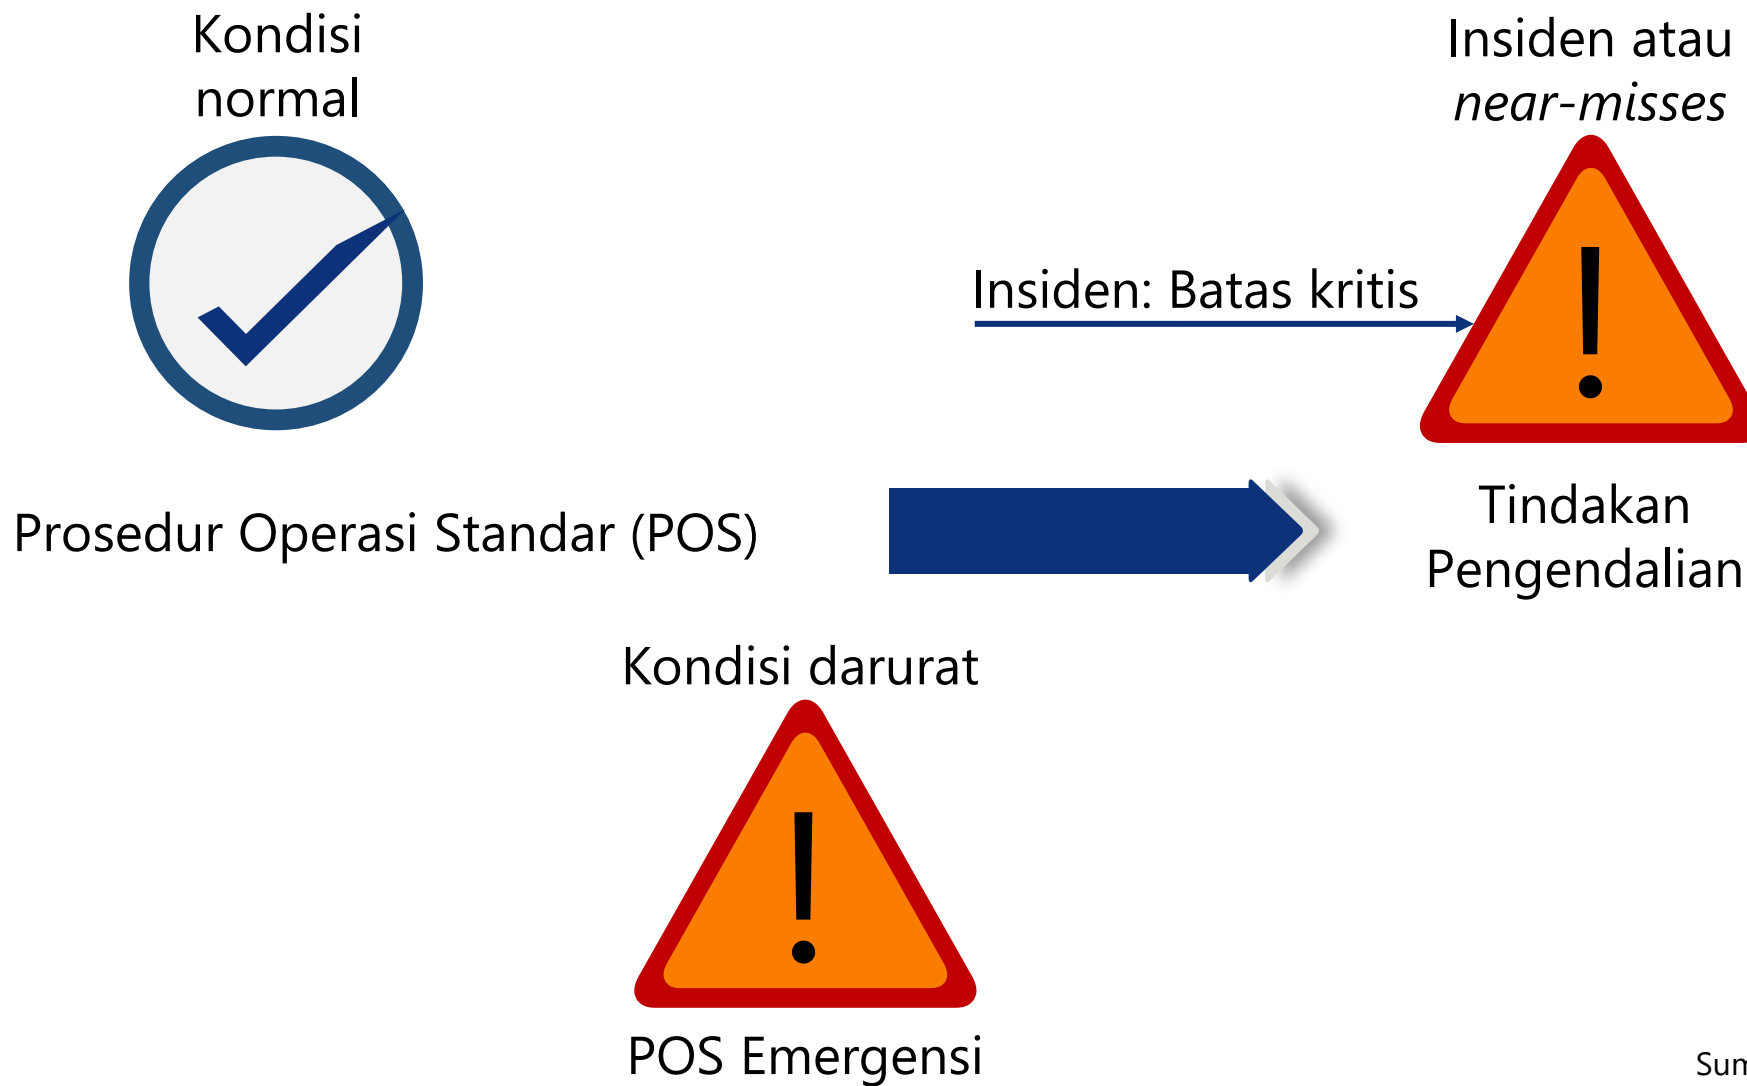 Kondisi
normal
Insiden atau
near-misses
Insiden: Batas kritis
Prosedur Operasi Standar (POS)
Tindakan
Pengendalian
Kondisi darurat
POS Emergensi